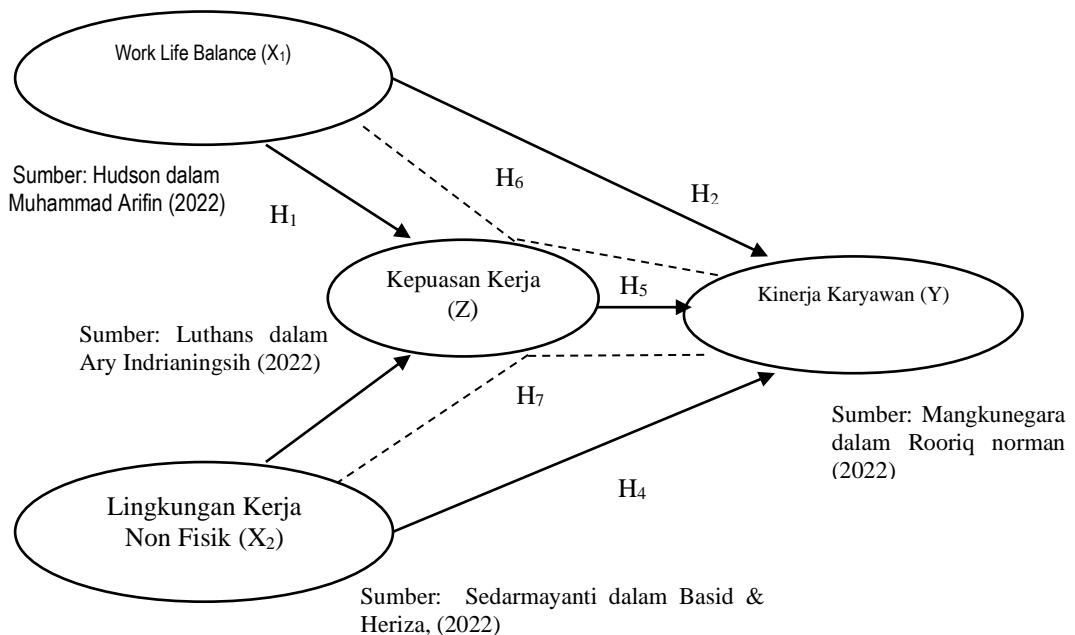 Work Life Balance (X₁)
Sumber: Hudson dalam
Muhammad Arifin (2022)
H₁
H₆
H₂
Kepuasan Kerja
(Z)
H₅
Kinerja Karyawan (Y)
Sumber: Luthans dalam
Ary Indrianingsih (2022)
H₇
Sumber: Mangkunegara
dalam Rooriq norman
(2022)
H₄
Lingkungan Kerja
Non Fisik (X₂)
Sumber: Sedarmayanti dalam Basid &
Heriza, (2022)